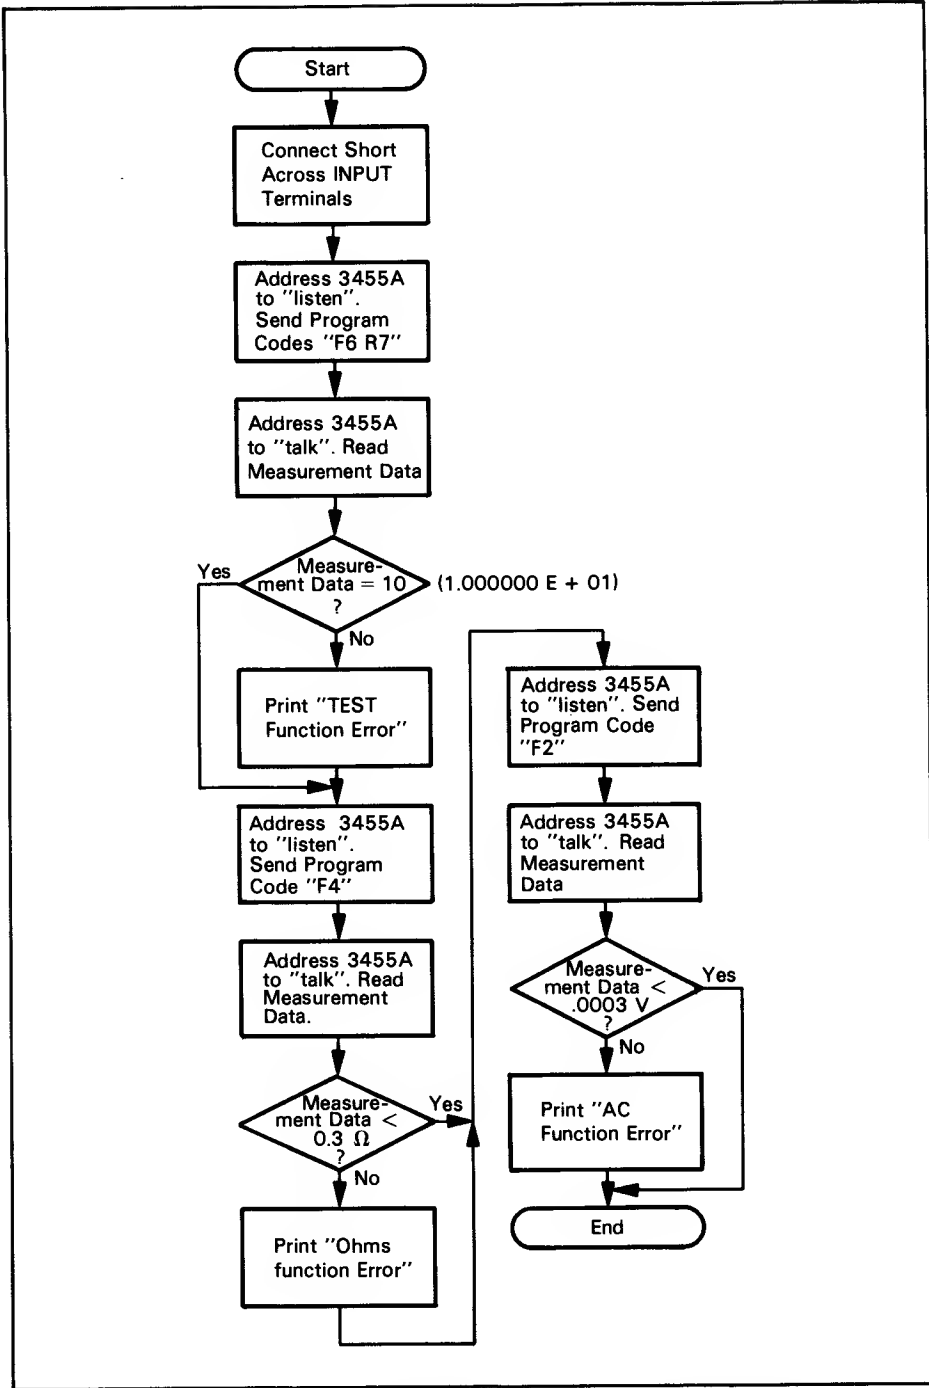 Start
Connect Short
Across INPUT
Terminals
Address 3455A
to "listen".
Send Program
Codes "F6 R7"
Address 3455A
to "talk". Read
Measurement Data
Measure-
ment Data = 10
?
(1.000000 E + 01)
Yes
No
Print "TEST
Function Error"
Address 3455A
to "listen".
Send Program
Code "F4"
Address 3455A
to "talk". Read
Measurement
Data.
Measure-
ment Data <
0.3 Ω
?
Yes
No
Print "Ohms
function Error"
Address 3455A
to "listen". Send
Program Code
"F2"
Address 3455A
to "talk". Read
Measurement
Data
Measure-
ment Data <
.0003 V
?
Yes
No
Print "AC
Function Error"
End